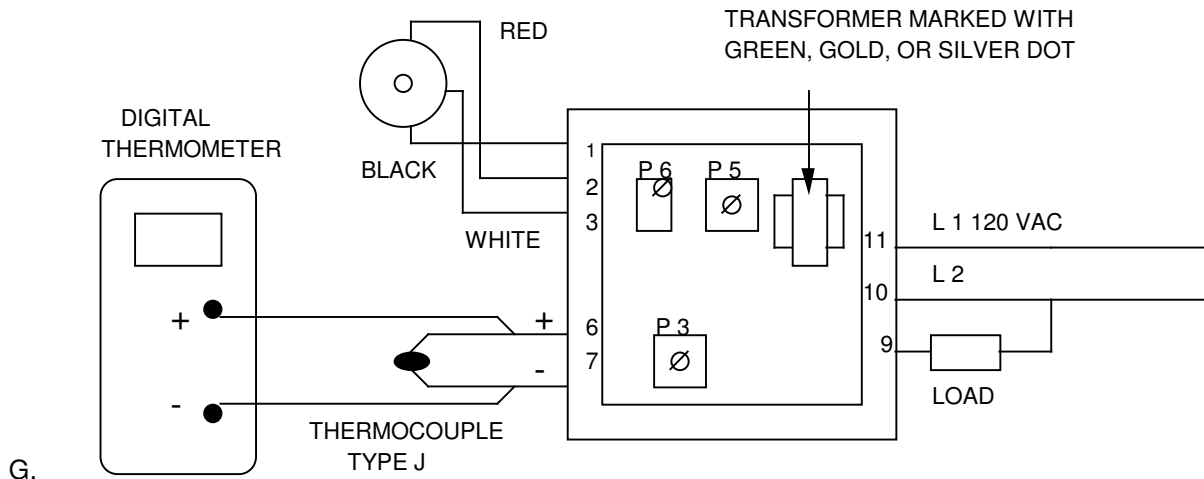 RED
TRANSFORMER MARKED WITH
GREEN, GOLD, OR SILVER DOT
DIGITAL
THERMOMETER
BLACK
WHITE
1
2
3
P 6
P 5
11
L 1 120 VAC
10
L 2
+
-
+
-
6
7
P 3
9
LOAD
THERMOCOUPLE
TYPE J
G.